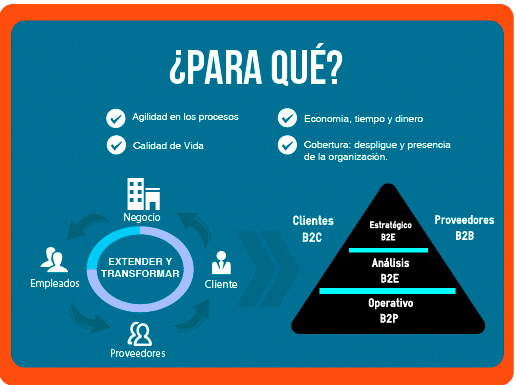 ¿PARA QUÉ?
Agilidad en los procesos
Economia, tiempo y dinero
Calidad de Vida
Cobertura: despligue y presencia
de la organización.
Negocio
Empleados
EXTENDER Y
TRANSFORMAR
Cliente
Proveedores
Clientes
B2C
Estratégico
B2E
Proveedores
B2B
Análisis
B2E
Operativo
B2P